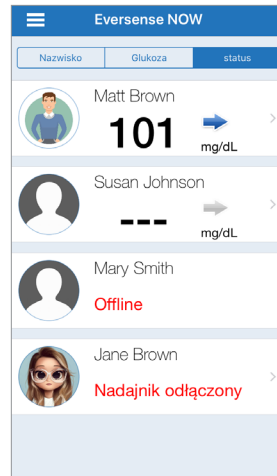 Eversense NOW
Nazwisko Glukoza status
Matt Brown
101
mg/dL
Susan Johnson
---
mg/dL
Mary Smith
Offline
Jane Brown
Nadajnik odłączony